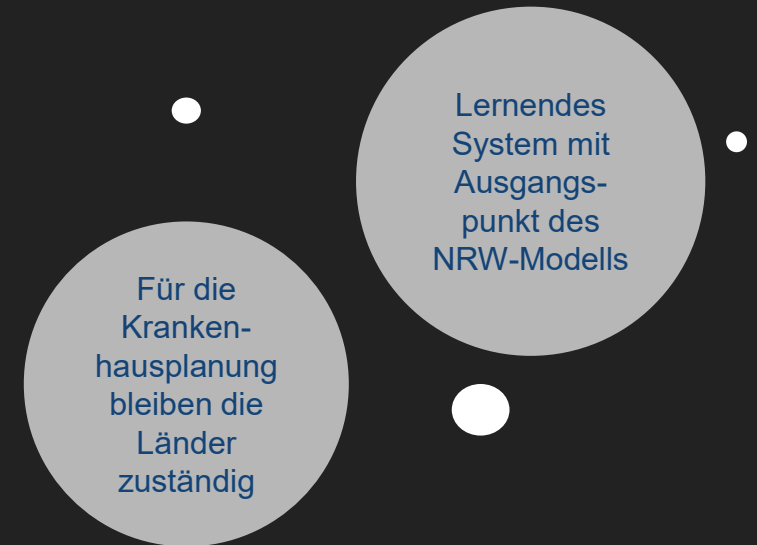 Lernendes
System mit
Ausgangs-
punkt des
NRW-Modells
Für die
Kranken-
hausplanung
bleiben die
Länder
zuständig